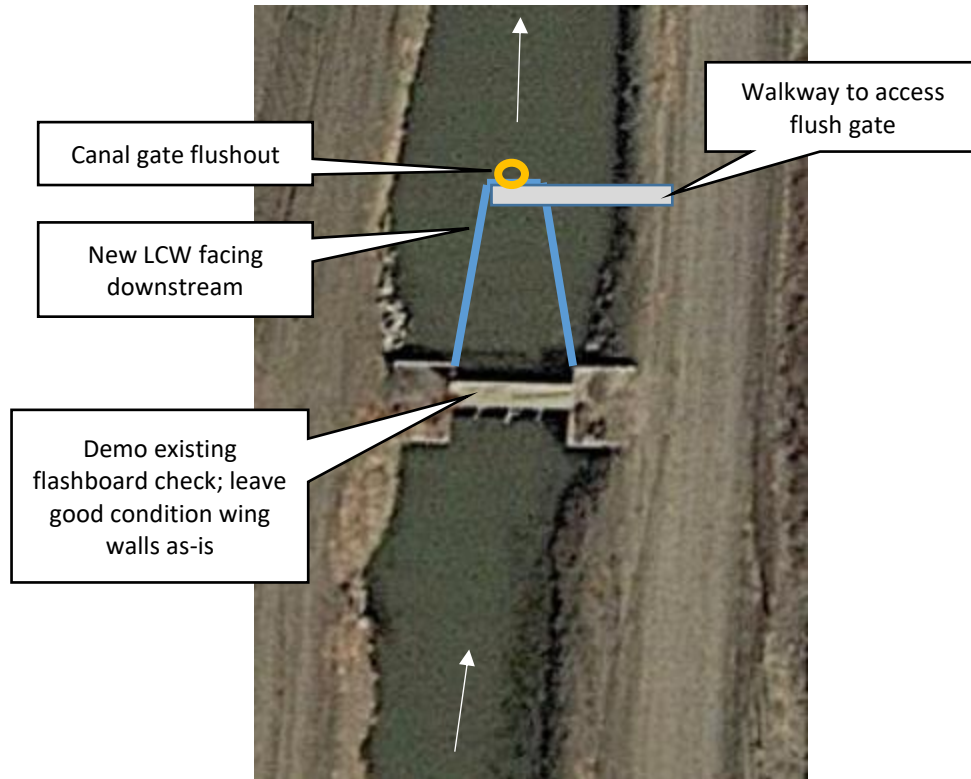 Walkway to access
flush gate
Canal gate flushout
New LCW facing
downstream
Demo existing
flashboard check; leave
good condition wing
walls as-is